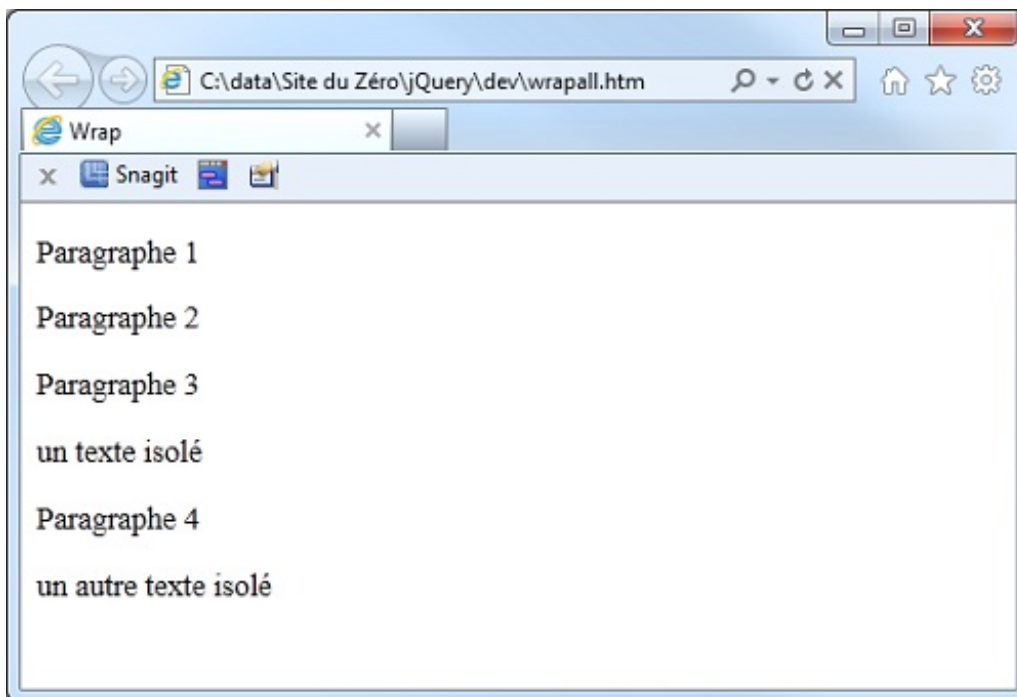 C:\data\Site du Zéro\jQuery\dev\wrapall.htm
Wrap
Snagit
Paragraphe 1
Paragraphe 2
Paragraphe 3
un texte isolé
Paragraphe 4
un autre texte isolé